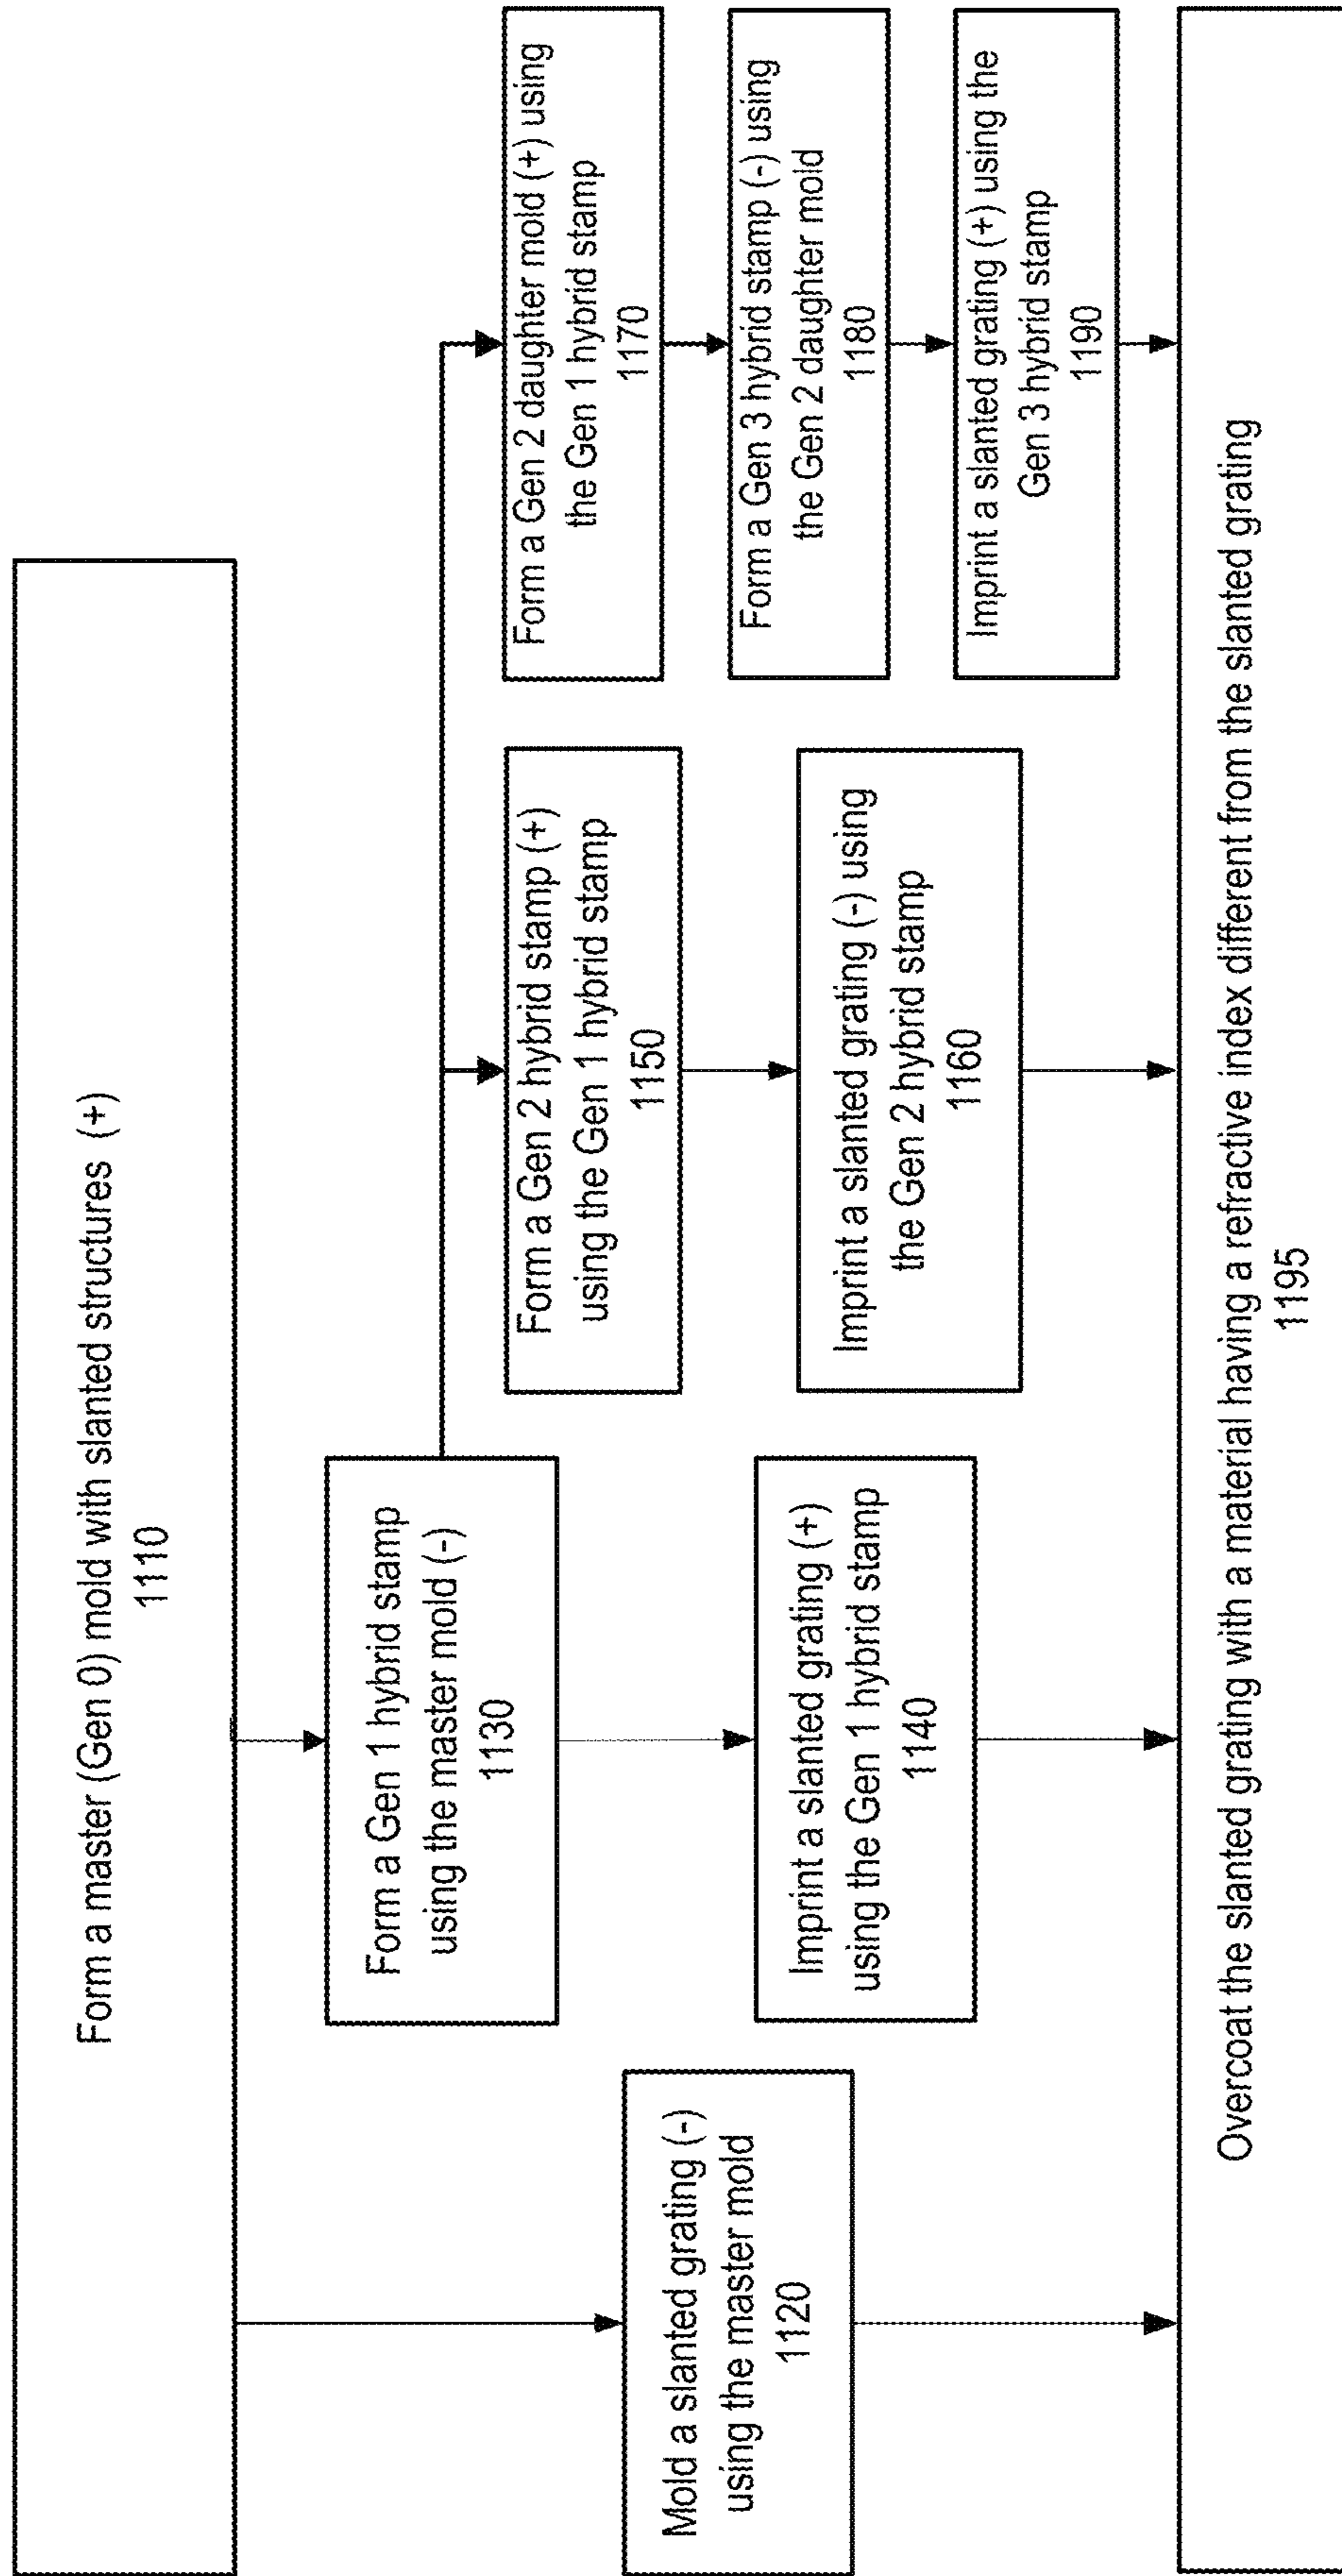 Form a master (Gen 0) mold with slanted structures (+)
1110
Mold a slanted grating (-)
using the master mold
1120
Form a Gen 1 hybrid stamp
using the master mold (-)
1130
Imprint a slanted grating (+)
using the Gen 1 hybrid stamp
1140
Form a Gen 2 hybrid stamp (+)
using the Gen 1 hybrid stamp
1150
Imprint a slanted grating (-) using
the Gen 2 hybrid stamp
1160
Form a Gen 2 daughter mold (+) using
the Gen 1 hybrid stamp
1170
Form a Gen 3 hybrid stamp (-) using
the Gen 2 daughter mold
1180
Imprint a slanted grating (+) using the
Gen 3 hybrid stamp
1190
Overcoat the slanted grating with a material having a refractive index different from the slanted grating
1195